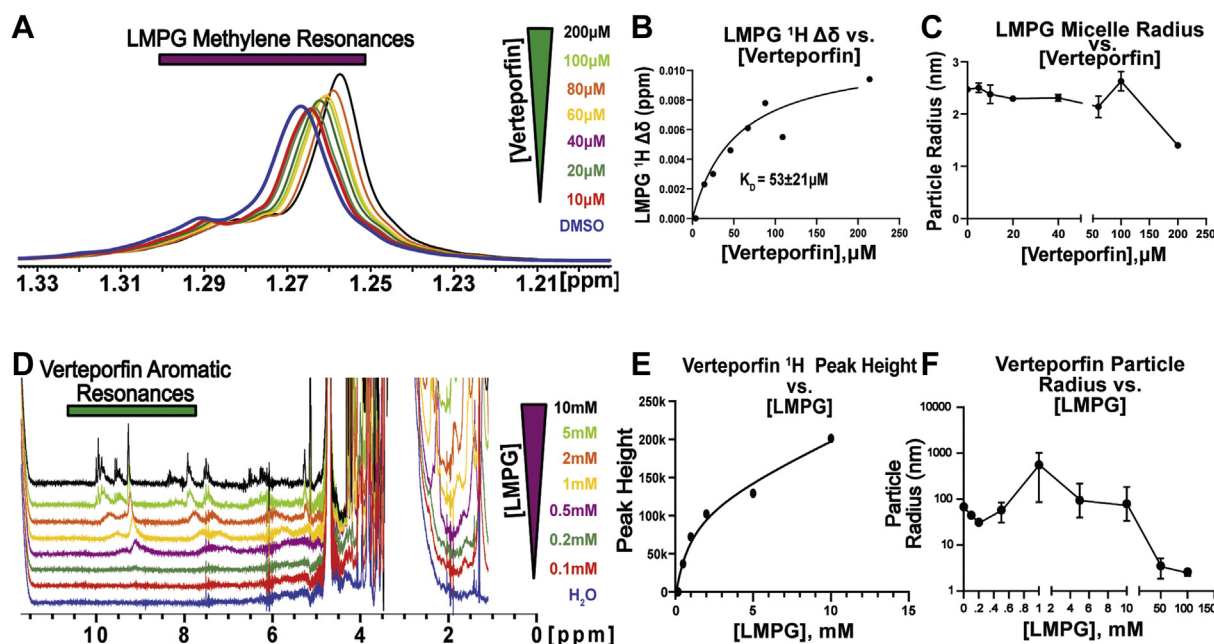 A
LMPG Methylene Resonances
[Verteporfin]
200µM
100µM
80µM
60µM
40µM
20µM
10µM
DMSO
1.33 1.31 1.29 1.27 1.25 1.23 1.21 [ppm]
B
LMPG ¹H Δδ vs.
[Verteporfin]
LMPG ¹H Δδ (ppm)
0.010
0.008
0.006
0.004
0.002
0.000
K_D = 53±21µM
0 50 100 150 200 250
[Verteporfin],µM
C
LMPG Micelle Radius
vs.
[Verteporfin]
Particle Radius (nm)
3
2
1
0
0 20 40 50 100 150 200 250
[Verteporfin],µM
D
Verteporfin Aromatic
Resonances
[LMPG]
10mM
5mM
2mM
1mM
0.5mM
0.2mM
0.1mM
H₂O
10 8 6 4 2 0 [ppm]
E
Verteporfin ¹H Peak Height
vs.
[LMPG]
Peak Height
250k
200k
150k
100k
50k
0
0 5 10 15
[LMPG], mM
F
Verteporfin Particle
Radius vs.
[LMPG]
Particle
Radius (nm)
10000
1000
100
10
1
0 .2 .4 .6 .8 1 2 4 6 8 10 50 100 150
[LMPG], mM